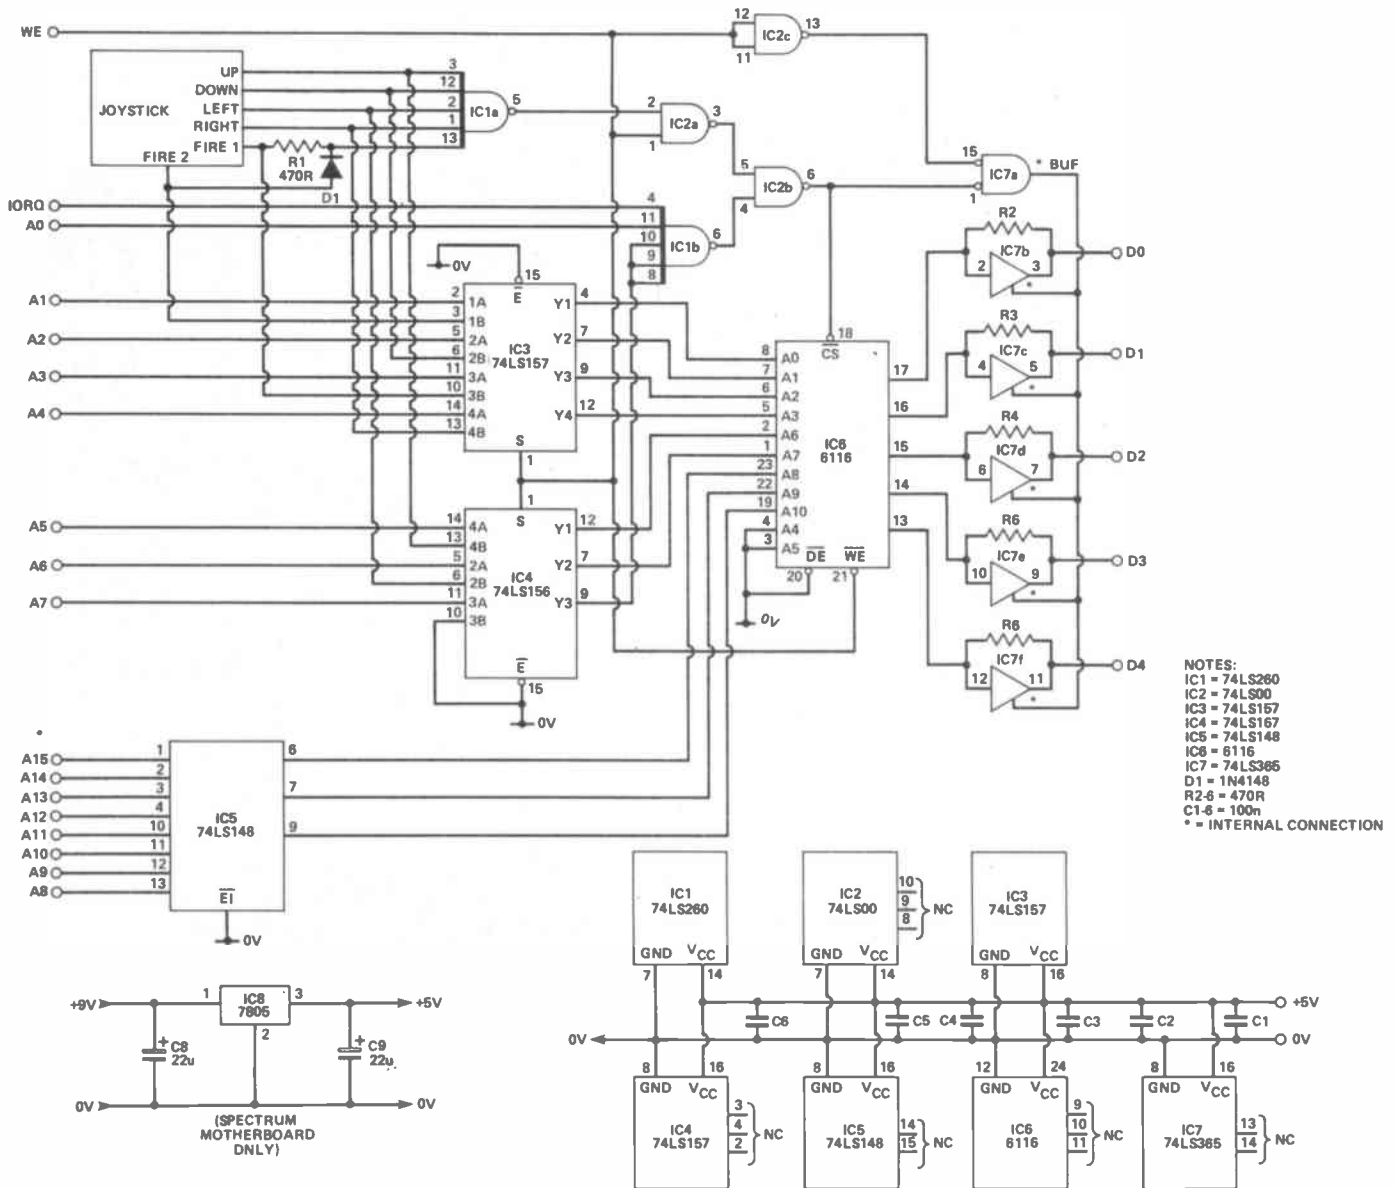 WE
12
11
IC2c
13
JOYSTICK
UP
DOWN
LEFT
RIGHT
FIRE 1
FIRE 2
R1
470R
D1
3
12
2
1
13
IC1a
5
2
1
IC2a
3
5
4
IC2b
6
15
1
IC7a
* BUF
IORQ
A0
4
11
10
9
8
IC1b
6
0V
15
E
A1
A2
A3
A4
2
3
5
6
11
10
14
13
1A
1B
2A
2B
3A
3B
4A
4B
IC3
74LS157
Y1
Y2
Y3
Y4
4
7
9
12
S
1
1
S
A5
A6
A7
14
13
5
6
11
10
4A
4B
2A
2B
3A
3B
IC4
74LS156
Y1
Y2
Y3
12
7
9
E
15
0V
8
7
6
5
2
1
23
22
19
4
3
A0
A1
A2
A3
A6
A7
A8
A9
A10
A4
A5
18
CS
IC6
6116
DE
WE
20
21
0V
17
16
15
14
13
R2
IC7b
2
3
*
D0
R3
IC7c
4
5
*
D1
R4
IC7d
6
7
*
D2
R6
IC7e
10
9
*
D3
R6
IC7f
12
11
*
D4
NOTES:
IC1 = 74LS260
IC2 = 74LS00
IC3 = 74LS157
IC4 = 74LS167
IC5 = 74LS148
IC6 = 6116
IC7 = 74LS365
D1 = 1N4148
R2-6 = 470R
C1-6 = 100n
* = INTERNAL CONNECTION
A15
A14
A13
A12
A11
A10
A9
A8
1
2
3
4
10
11
12
13
IC5
74LS148
6
7
9
EI
0V
+9V
1
IC8
7805
3
2
+5V
+
C8
22u
+
C9
22u
0V
0V
(SPECTRUM
MOTHERBOARD
DNLY)
IC1
74LS260
GND
VCC
7
14
IC2
74LS00
10
9
8
NC
GND
VCC
7
14
IC3
74LS157
GND
VCC
8
16
+5V
C6
C5
C4
C3
C2
C1
0V
0V
8
16
GND
VCC
IC4
74LS157
3
4
2
NC
8
16
GND
VCC
IC5
74LS148
14
15
NC
12
24
GND
VCC
IC6
6116
9
10
11
NC
8
16
GND
VCC
IC7
74LS365
13
14
NC